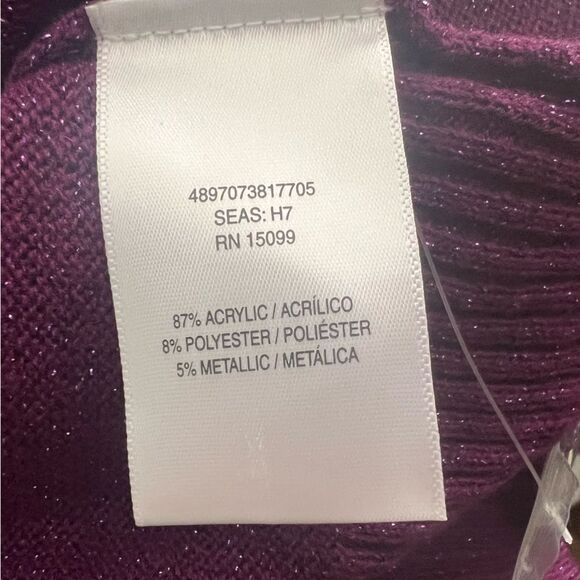 4897073817705
SEAS: H7
RN 15099
87% ACRYLIC / ACRÍLICO
8% POLYESTER / POLIÉSTER
5% METALLIC / METÁLICA